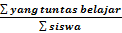 ∑ yang tuntas belajar
∑ siswa